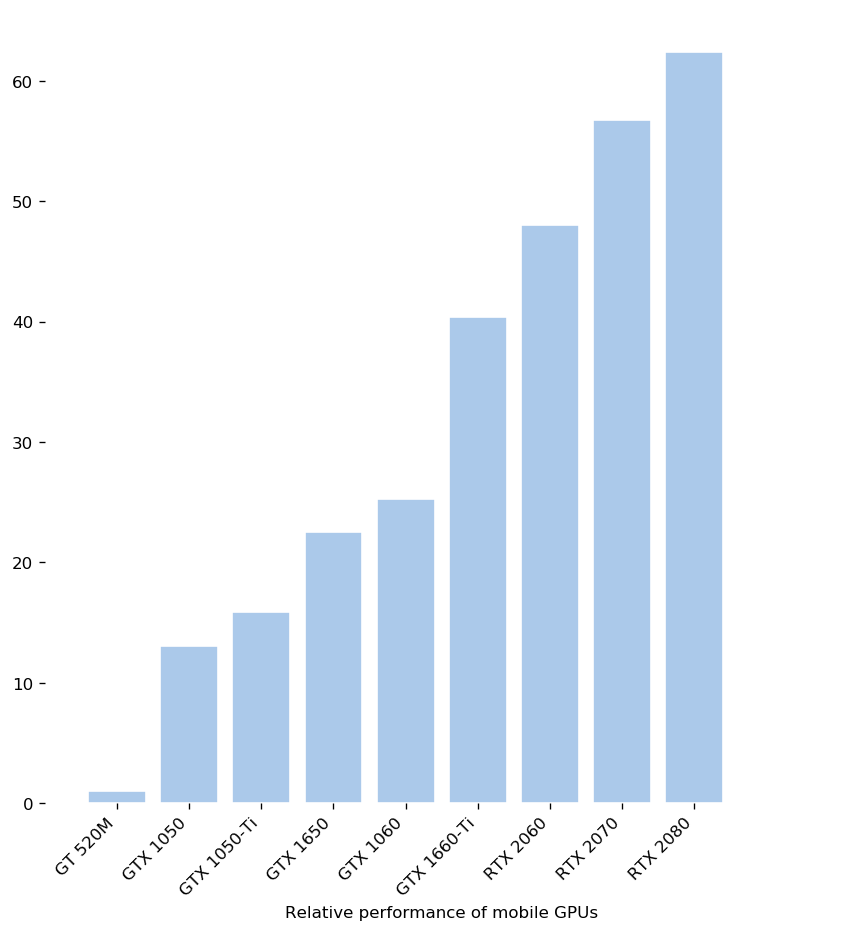 60
50
40
30
20
10
0
GT 520M
GTX 1050
GTX 1050-Ti
GTX 1650
GTX 1060
GTX 1660-Ti
RTX 2060
RTX 2070
RTX 2080
Relative performance of mobile GPUs